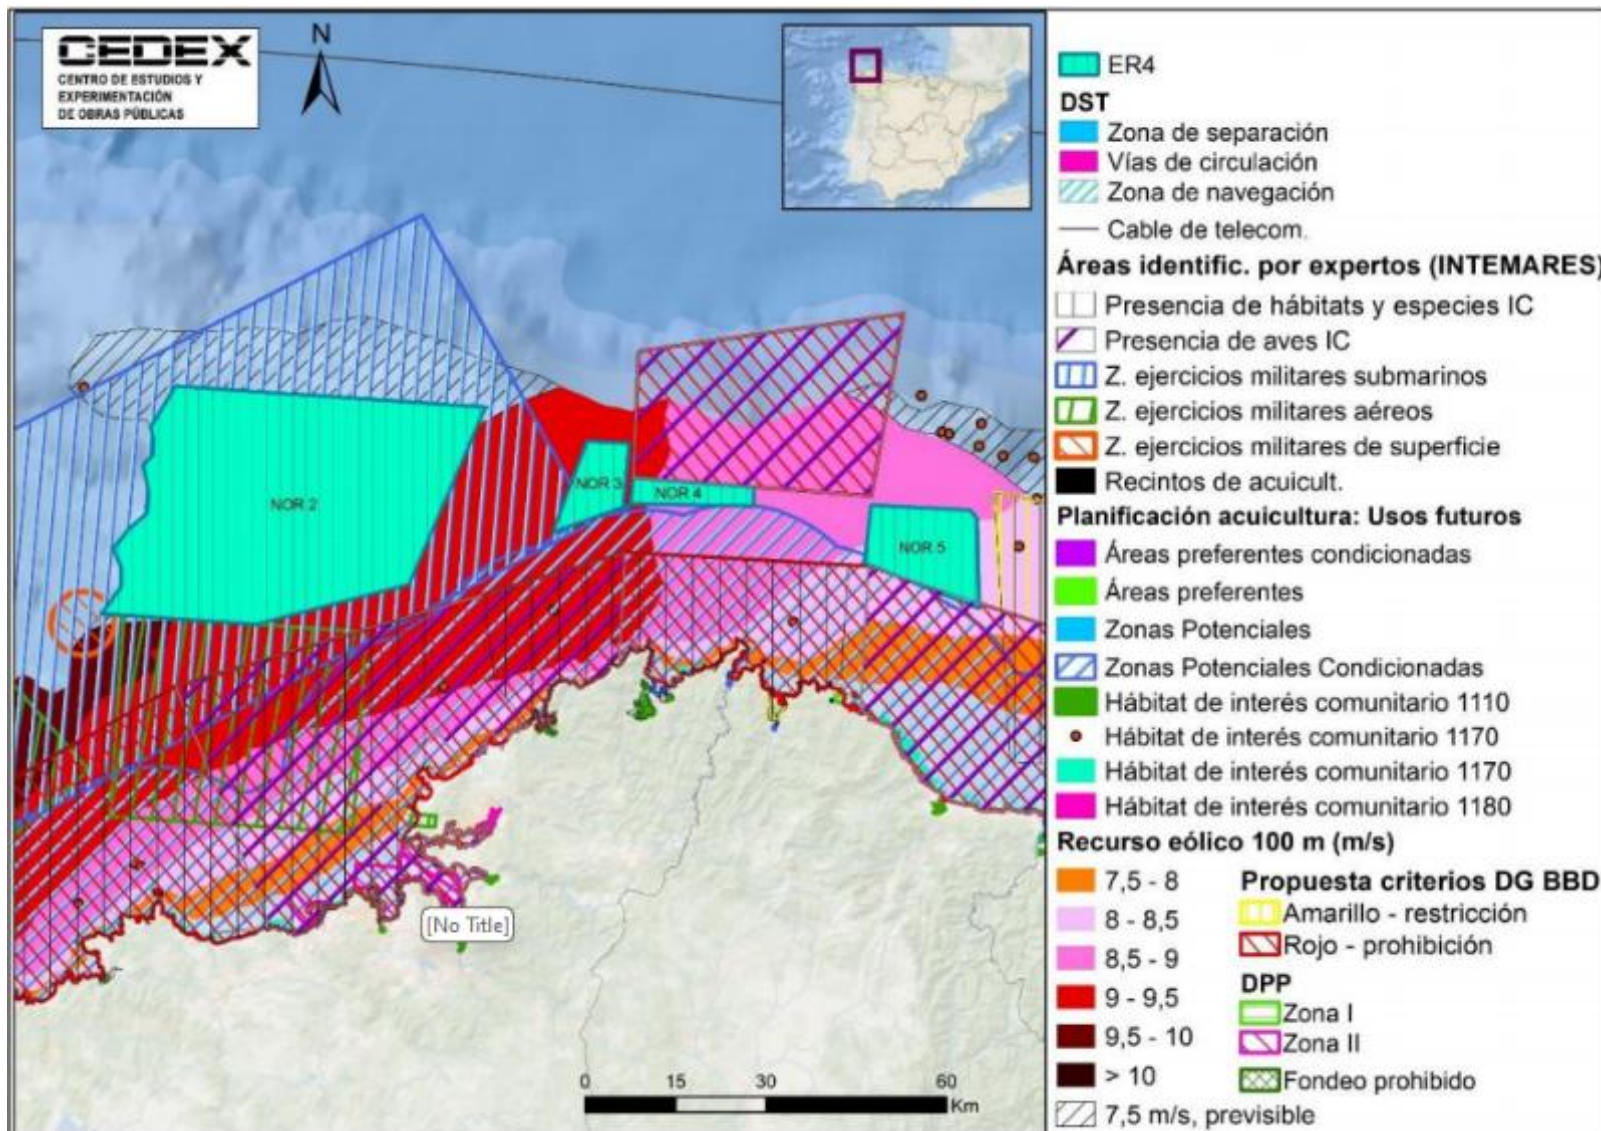 CEDEX
CENTRO DE ESTUDIOS Y
EXPERIMENTACIÓN
DE OBRAS PÚBLICAS
N
NOR 2
NOR 3
NOR 4
NOR 5
[No Title]
0 15 30 60
Km
ER4
DST
Zona de separación
Vías de circulación
Zona de navegación
Cable de telecom.
Áreas identific. por expertos (INTEMARES)
Presencia de hábitats y especies IC
Presencia de aves IC
Z. ejercicios militares submarinos
Z. ejercicios militares aéreos
Z. ejercicios militares de superficie
Recintos de acuicult.
Planificación acuicultura: Usos futuros
Áreas preferentes condicionadas
Áreas preferentes
Zonas Potenciales
Zonas Potenciales Condicionadas
Hábitat de interés comunitario 1110
Hábitat de interés comunitario 1170
Hábitat de interés comunitario 1170
Hábitat de interés comunitario 1180
Recurso eólico 100 m (m/s)
7,5 - 8
8 - 8,5
8,5 - 9
9 - 9,5
9,5 - 10
> 10
7,5 m/s, previsible
Propuesta criterios DG BBD
Amarillo - restricción
Rojo - prohibición
DPP
Zona I
Zona II
Fondeo prohibido